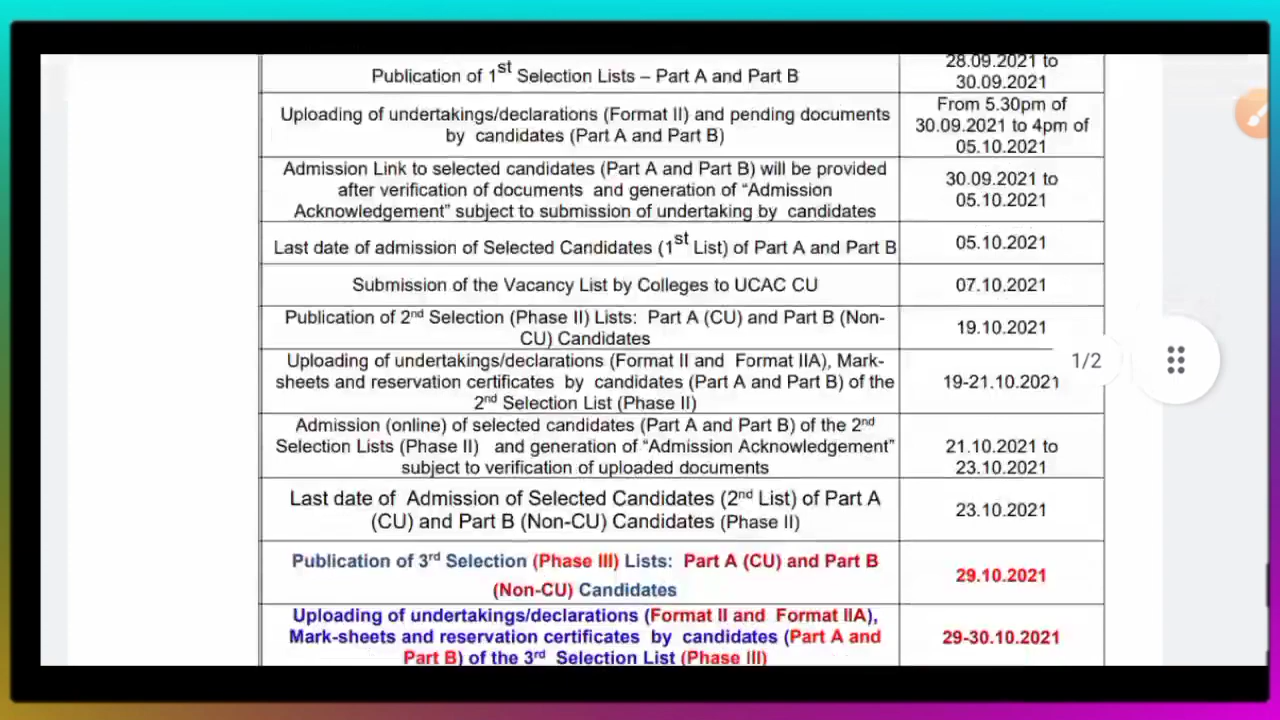 28.09.2021 to
Publication of 1st Selection Lists – Part A and Part B
30.09.2021
Uploading of undertakings/declarations (Format II) and pending documents
by candidates (Part A and Part B)
From 5.30pm of
30.09.2021 to 4pm of
05.10.2021
Admission Link to selected candidates (Part A and Part B) will be provided
after verification of documents and generation of “Admission
Acknowledgement” subject to submission of undertaking by candidates
30.09.2021 to
05.10.2021
Last date of admission of Selected Candidates (1st List) of Part A and Part B
05.10.2021
Submission of the Vacancy List by Colleges to UCAC CU
07.10.2021
Publication of 2nd Selection (Phase II) Lists: Part A (CU) and Part B (Non-
CU) Candidates
19.10.2021
1/2
Uploading of undertakings/declarations (Format II and Format IIA), Mark-
sheets and reservation certificates by candidates (Part A and Part B) of the
2nd Selection List (Phase II)
19-21.10.2021
Admission (online) of selected candidates (Part A and Part B) of the 2nd
Selection Lists (Phase II) and generation of “Admission Acknowledgement”
subject to verification of uploaded documents
21.10.2021 to
23.10.2021
Last date of Admission of Selected Candidates (2nd List) of Part A
(CU) and Part B (Non-CU) Candidates (Phase II)
23.10.2021
Publication of 3rd Selection (Phase III) Lists: Part A (CU) and Part B
(Non-CU) Candidates
29.10.2021
Uploading of undertakings/declarations (Format II and Format IIA),
Mark-sheets and reservation certificates by candidates (Part A and
Part B) of the 3rd Selection List (Phase III)
29-30.10.2021